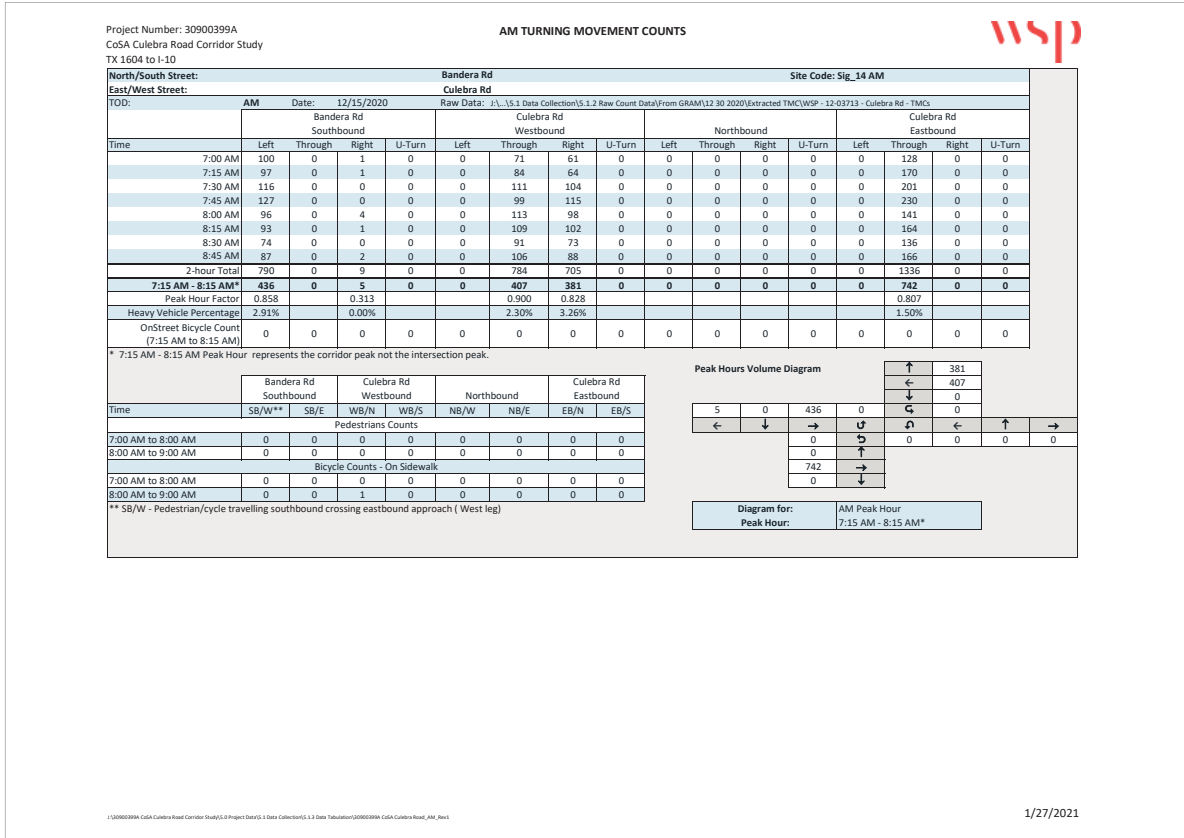 Project Number: 30900399A
AM TURNING MOVEMENT COUNTS
wsp
CoSA Culebra Road Corridor Study
TX 1604 to I-10
North/South Street: Bandera Rd Site Code: Sig_14 AM
East/West Street: Culebra Rd
TOD: AM Date: 12/15/2020 Raw Data: J:\...\5.1 Data Collection\5.1.2 Raw Count Data\From GRAM\12 30 2020\Extracted TMC\WSP - 12-03713 - Culebra Rd - TMCs
Bandera Rd Culebra Rd Culebra Rd
Southbound Westbound Northbound Eastbound
Time Left Through Right U-Turn Left Through Right U-Turn Left Through Right U-Turn Left Through Right U-Turn
7:00 AM 100 0 1 0 0 71 61 0 0 0 0 0 0 128 0 0
7:15 AM 97 0 1 0 0 84 64 0 0 0 0 0 0 170 0 0
7:30 AM 116 0 0 0 0 111 104 0 0 0 0 0 0 201 0 0
7:45 AM 127 0 0 0 0 99 115 0 0 0 0 0 0 230 0 0
8:00 AM 96 0 4 0 0 113 98 0 0 0 0 0 0 141 0 0
8:15 AM 93 0 1 0 0 109 102 0 0 0 0 0 0 164 0 0
8:30 AM 74 0 0 0 0 91 73 0 0 0 0 0 0 136 0 0
8:45 AM 87 0 2 0 0 106 88 0 0 0 0 0 0 166 0 0
2-hour Total 790 0 9 0 0 784 705 0 0 0 0 0 0 1336 0 0
7:15 AM - 8:15 AM* 436 0 5 0 0 407 381 0 0 0 0 0 0 742 0 0
Peak Hour Factor 0.858 0.313 0.900 0.828 0.807
Heavy Vehicle Percentage 2.91% 0.00% 2.30% 3.26% 1.50%
OnStreet Bicycle Count
(7:15 AM to 8:15 AM) 0 0 0 0 0 0 0 0 0 0 0 0 0 0 0 0
* 7:15 AM - 8:15 AM Peak Hour represents the corridor peak not the intersection peak.
Bandera Rd Culebra Rd Culebra Rd
Southbound Westbound Northbound Eastbound
Time SB/W** SB/E WB/N WB/S NB/W NB/E EB/N EB/S
Pedestrians Counts
7:00 AM to 8:00 AM 0 0 0 0 0 0 0 0
8:00 AM to 9:00 AM 0 0 0 0 0 0 0 0
Bicycle Counts - On Sidewalk
7:00 AM to 8:00 AM 0 0 0 0 0 0 0 0
8:00 AM to 9:00 AM 0 0 1 0 0 0 0 0
** SB/W - Pedestrian/cycle travelling southbound crossing eastbound approach ( West leg)
Peak Hours Volume Diagram ↑ 381
← 407
↓ 0
5 0 436 0 0
← ↓ → ← ↑ →
0 0 0 0 0
0 ↑
742 →
0 ↓
Diagram for: AM Peak Hour
Peak Hour: 7:15 AM - 8:15 AM*
J:\30900399A CoSA Culebra Road Corridor Study\5.0 Project Data\5.1 Data Collection\5.1.3 Data Tabulation\30900399A CoSA Culebra Road_AM_Rev1
1/27/2021